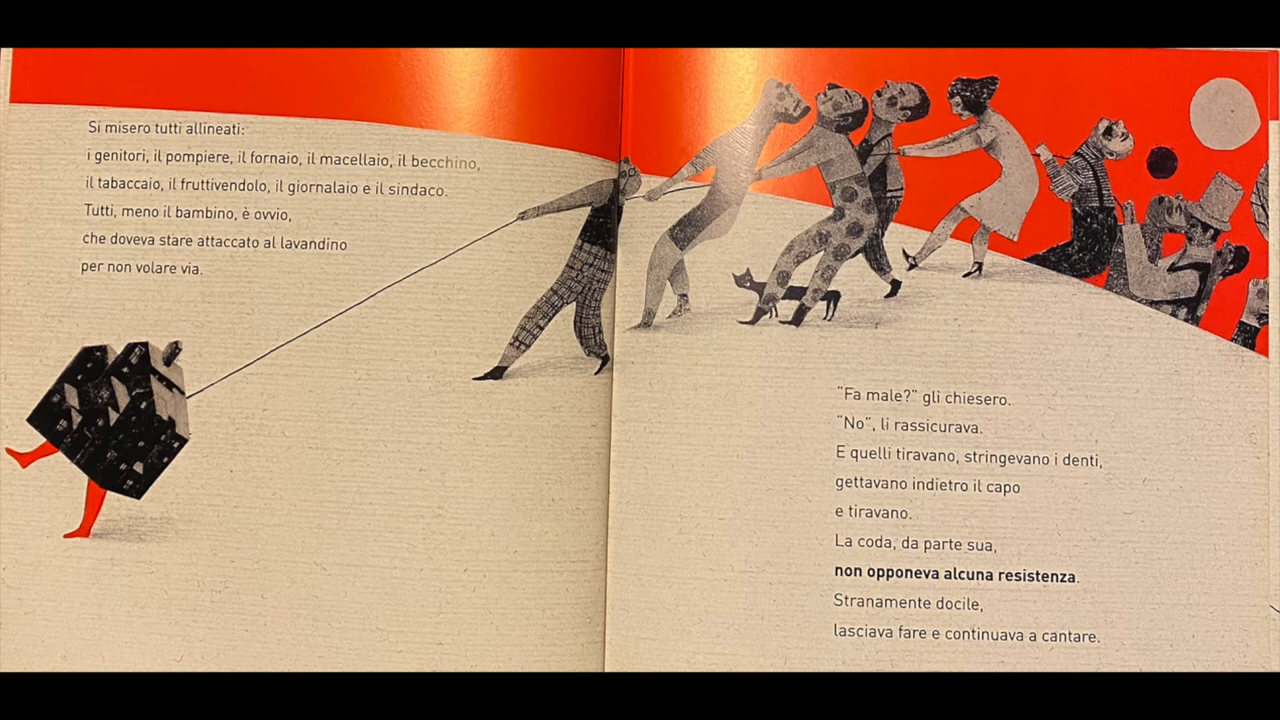 Si misero tutti allineati:
i genitori, il pompiere, il fornaio, il macellaio, il becchino,
il tabaccaio, il fruttivendolo, il giornalaio e il sindaco.
Tutti, meno il bambino, è ovvio,
che doveva stare attaccato al lavandino
per non volare via.
"Fa male?" gli chiesero.
"No", li rassicurava.
E quelli tiravano, stringevano i denti,
gettavano indietro il capo
e tiravano.
La coda, da parte sua,
non opponeva alcuna resistenza.
Stranamente docile,
lasciava fare e continuava a cantare.